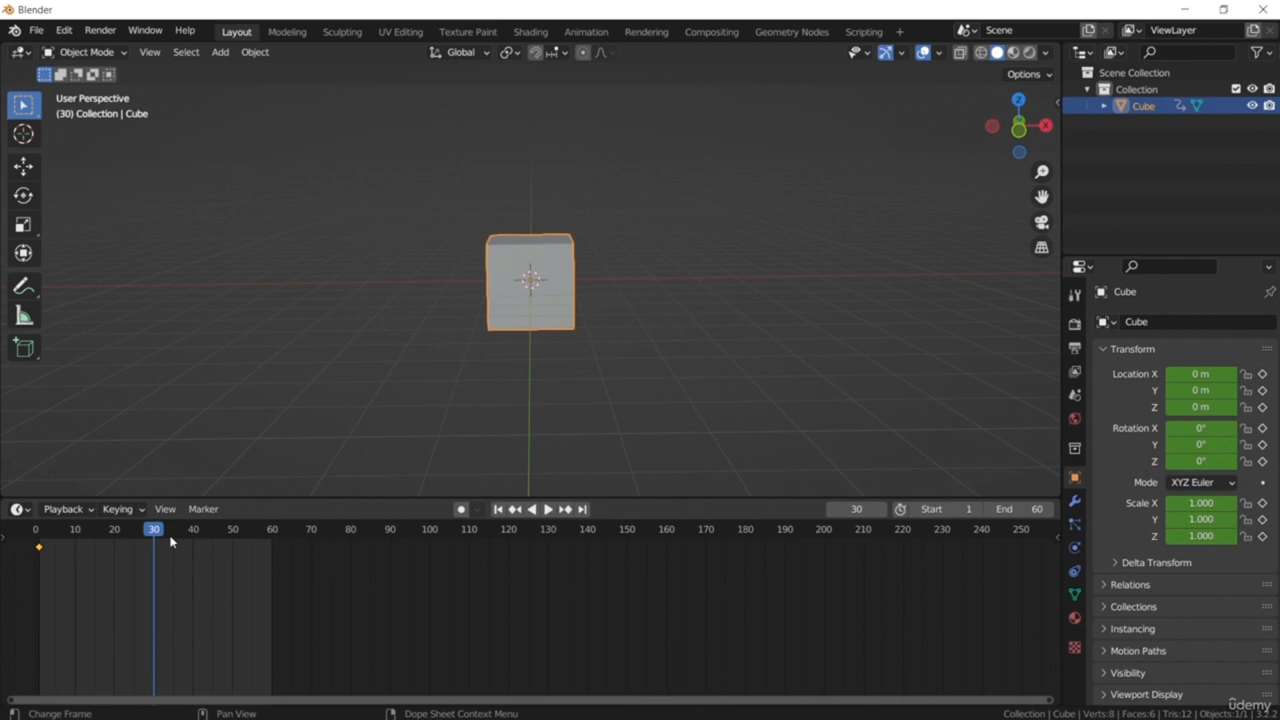 Blender
File Edit Render Window Help Layout Modeling Sculpting UV Editing Texture Paint Shading Animation Rendering Compositing Geometry Nodes Scripting + Scene ViewLayer
Object Mode View Select Add Object Global
Options
User Perspective
(30) Collection | Cube
Z
X
Scene Collection
Collection
Cube
Cube
Cube
Transform
Location X 0 m
Y 0 m
Z 0 m
Rotation X 0°
Y 0°
Z 0°
Mode XYZ Euler
Scale X 1.000
Y 1.000
Z 1.000
Delta Transform
Relations
Collections
Instancing
Motion Paths
Visibility
Viewport Display
Playback Keying View Marker 30 Start 1 End 60
0 10 20 30 40 50 60 70 80 90 100 110 120 130 140 150 160 170 180 190 200 210 220 230 240 250
Change Frame Pan View Dope Sheet Context Menu Collection | Cube | Verts:8 | Faces:6 | Tris:12 | Objects:1/1 | 3.2.2
ûdemy